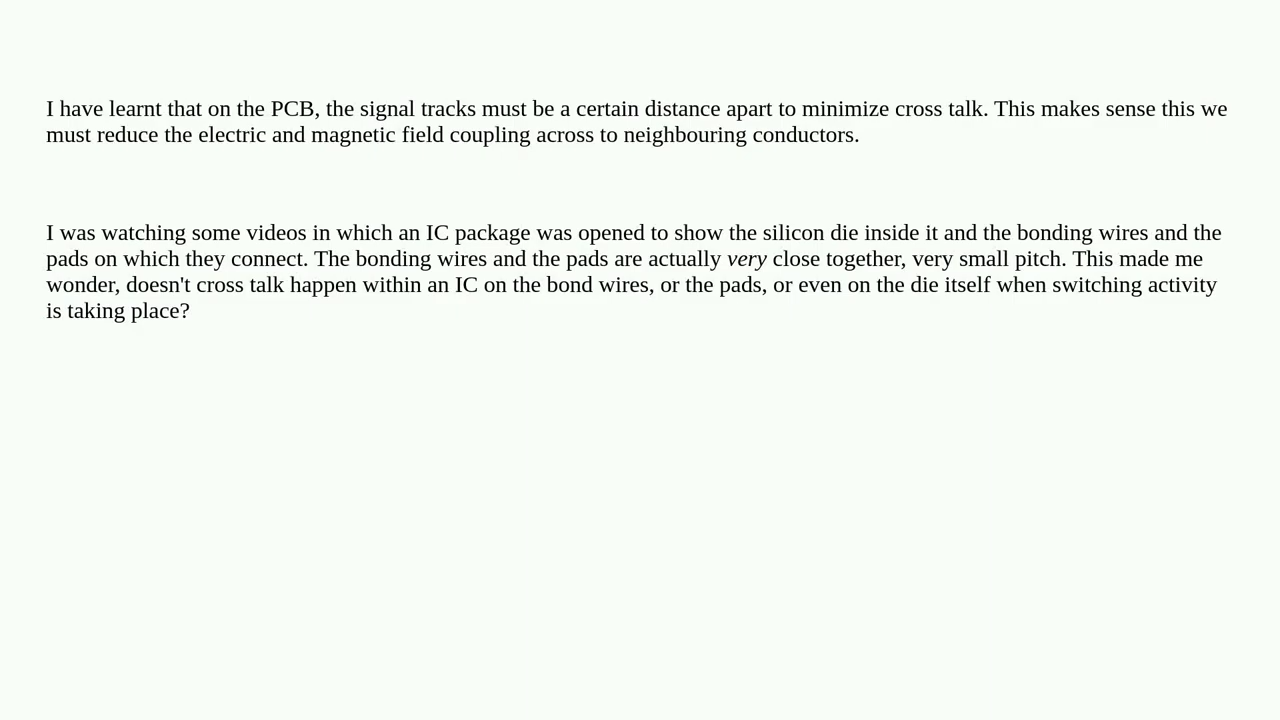 I have learnt that on the PCB, the signal tracks must be a certain distance apart to minimize cross talk. This makes sense this we
must reduce the electric and magnetic field coupling across to neighbouring conductors.
I was watching some videos in which an IC package was opened to show the silicon die inside it and the bonding wires and the
pads on which they connect. The bonding wires and the pads are actually very close together, very small pitch. This made me
wonder, doesn't cross talk happen within an IC on the bond wires, or the pads, or even on the die itself when switching activity
is taking place?